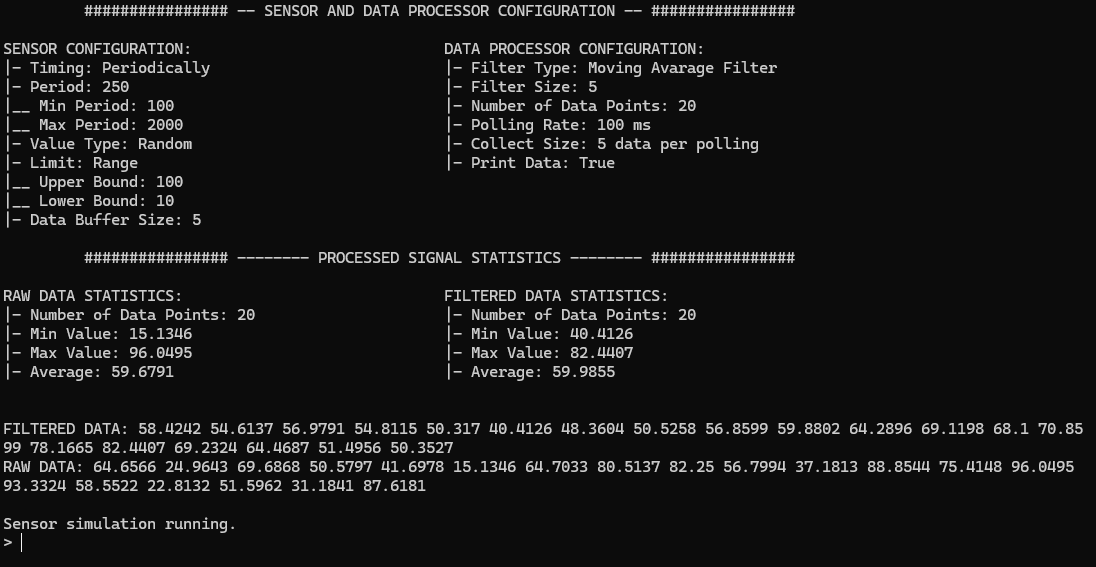 ################ -- SENSOR AND DATA PROCESSOR CONFIGURATION -- ################
SENSOR CONFIGURATION:
|- Timing: Periodically
|- Period: 250
|__ Min Period: 100
|__ Max Period: 2000
|- Value Type: Random
|- Limit: Range
|__ Upper Bound: 100
|__ Lower Bound: 10
|- Data Buffer Size: 5
DATA PROCESSOR CONFIGURATION:
|- Filter Type: Moving Avarage Filter
|- Filter Size: 5
|- Number of Data Points: 20
|- Polling Rate: 100 ms
|- Collect Size: 5 data per polling
|- Print Data: True
################ -------- PROCESSED SIGNAL STATISTICS -------- ################
RAW DATA STATISTICS:
|- Number of Data Points: 20
|- Min Value: 15.1346
|- Max Value: 96.0495
|- Average: 59.6791
FILTERED DATA STATISTICS:
|- Number of Data Points: 20
|- Min Value: 40.4126
|- Max Value: 82.4407
|- Average: 59.9855
FILTERED DATA: 58.4242 54.6137 56.9791 54.8115 50.317 40.4126 48.3604 50.5258 56.8599 59.8802 64.2896 69.1198 68.1 70.85
99 78.1665 82.4407 69.2324 64.4687 51.4956 50.3527
RAW DATA: 64.6566 24.9643 69.6868 50.5797 41.6978 15.1346 64.7033 80.5137 82.25 56.7994 37.1813 88.8544 75.4148 96.0495
93.3324 58.5522 22.8132 51.5962 31.1841 87.6181
Sensor simulation running.
>